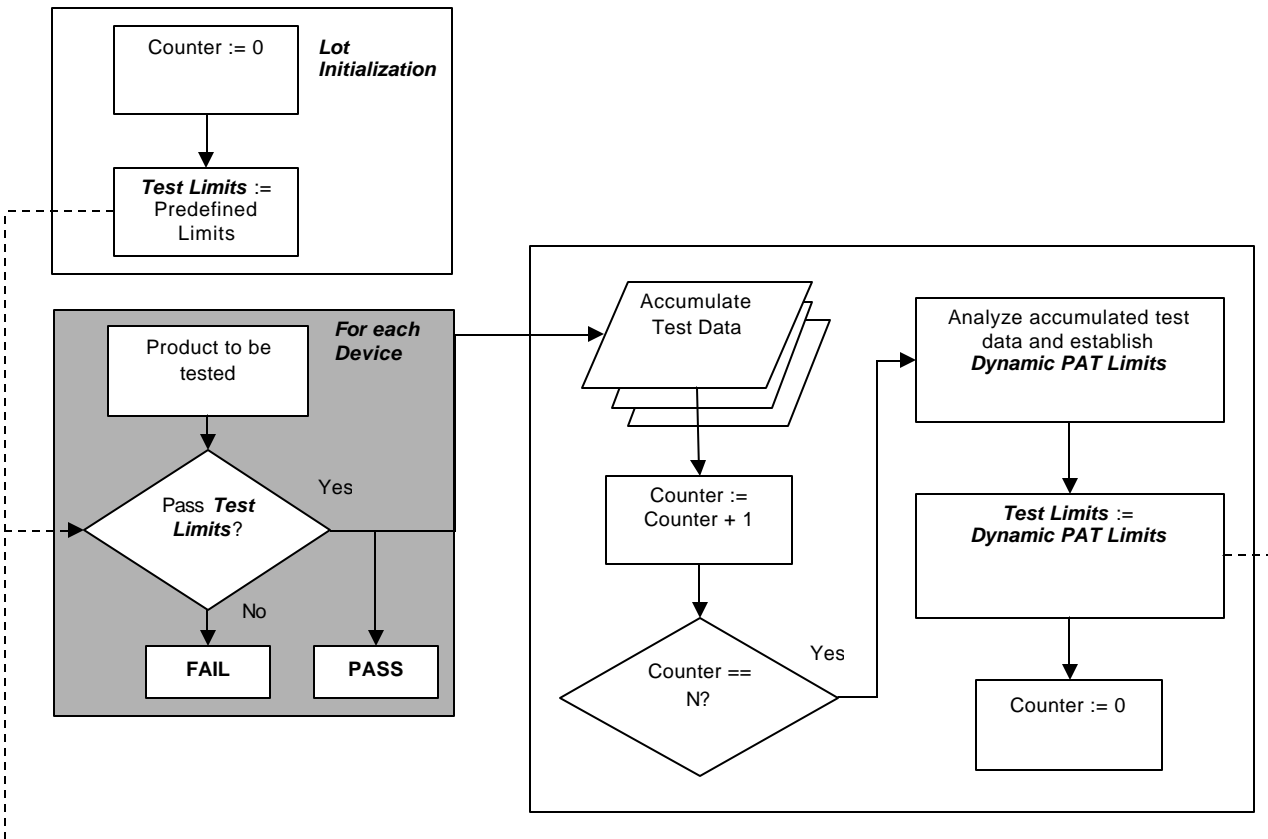 Counter := 0
Lot
Initialization
Test Limits :=
Predefined
Limits
For each
Device
Product to be
tested
Pass Test
Limits?
Yes
No
FAIL
PASS
Accumulate
Test Data
Counter :=
Counter + 1
Counter ==
N?
Yes
Analyze accumulated test
data and establish
Dynamic PAT Limits
Test Limits :=
Dynamic PAT Limits
Counter := 0